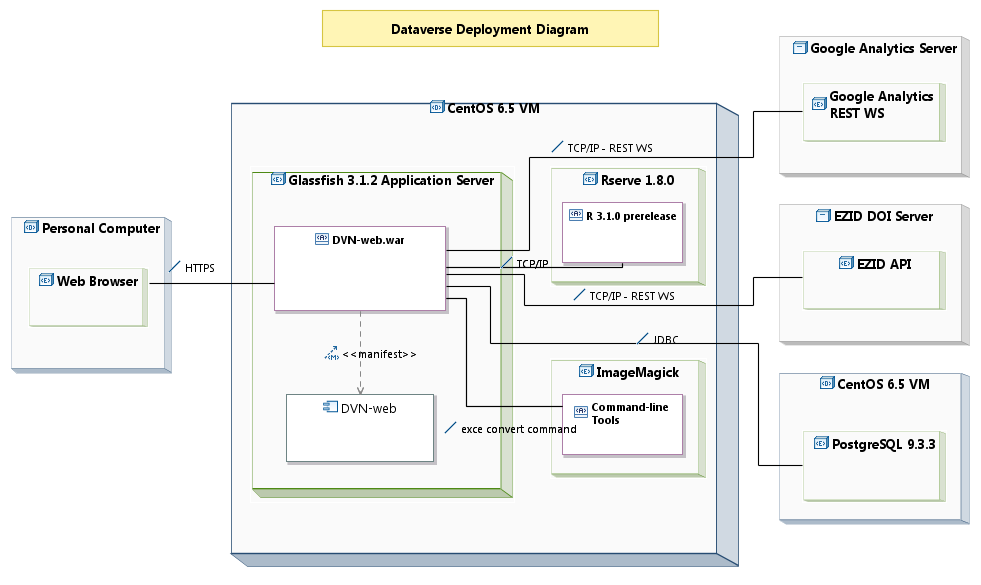 Dataverse Deployment Diagram
Google Analytics Server
Google Analytics
REST WS
CentOS 6.5 VM
TCP/IP - REST WS
Glassfish 3.1.2 Application Server
Rserve 1.8.0
R 3.1.0 prerelease
EZID DOI Server
EZID API
Personal Computer
Web Browser
HTTPS
DVN-web.war
TCP/IP
TCP/IP - REST WS
JDBC
<<manifest>>
DVN-web
ImageMagick
Command-line
Tools
exce convert command
CentOS 6.5 VM
PostgreSQL 9.3.3